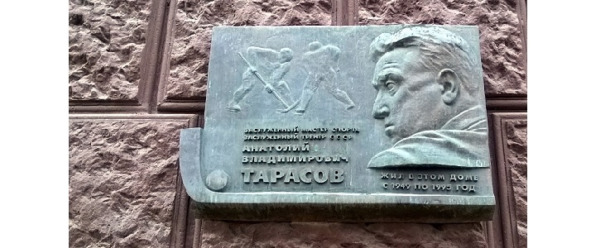 ЗАСЛУЖЕННЫЙ МАСТЕР СПОРТА
ЗАСЛУЖЕННЫЙ ТРЕНЕР СССР
АНАТОЛИЙ
ВЛАДИМИРОВИЧ
ТАРАСОВ
ЖИЛ В ЭТОМ ДОМЕ
С 1949 ПО 1995 ГОД